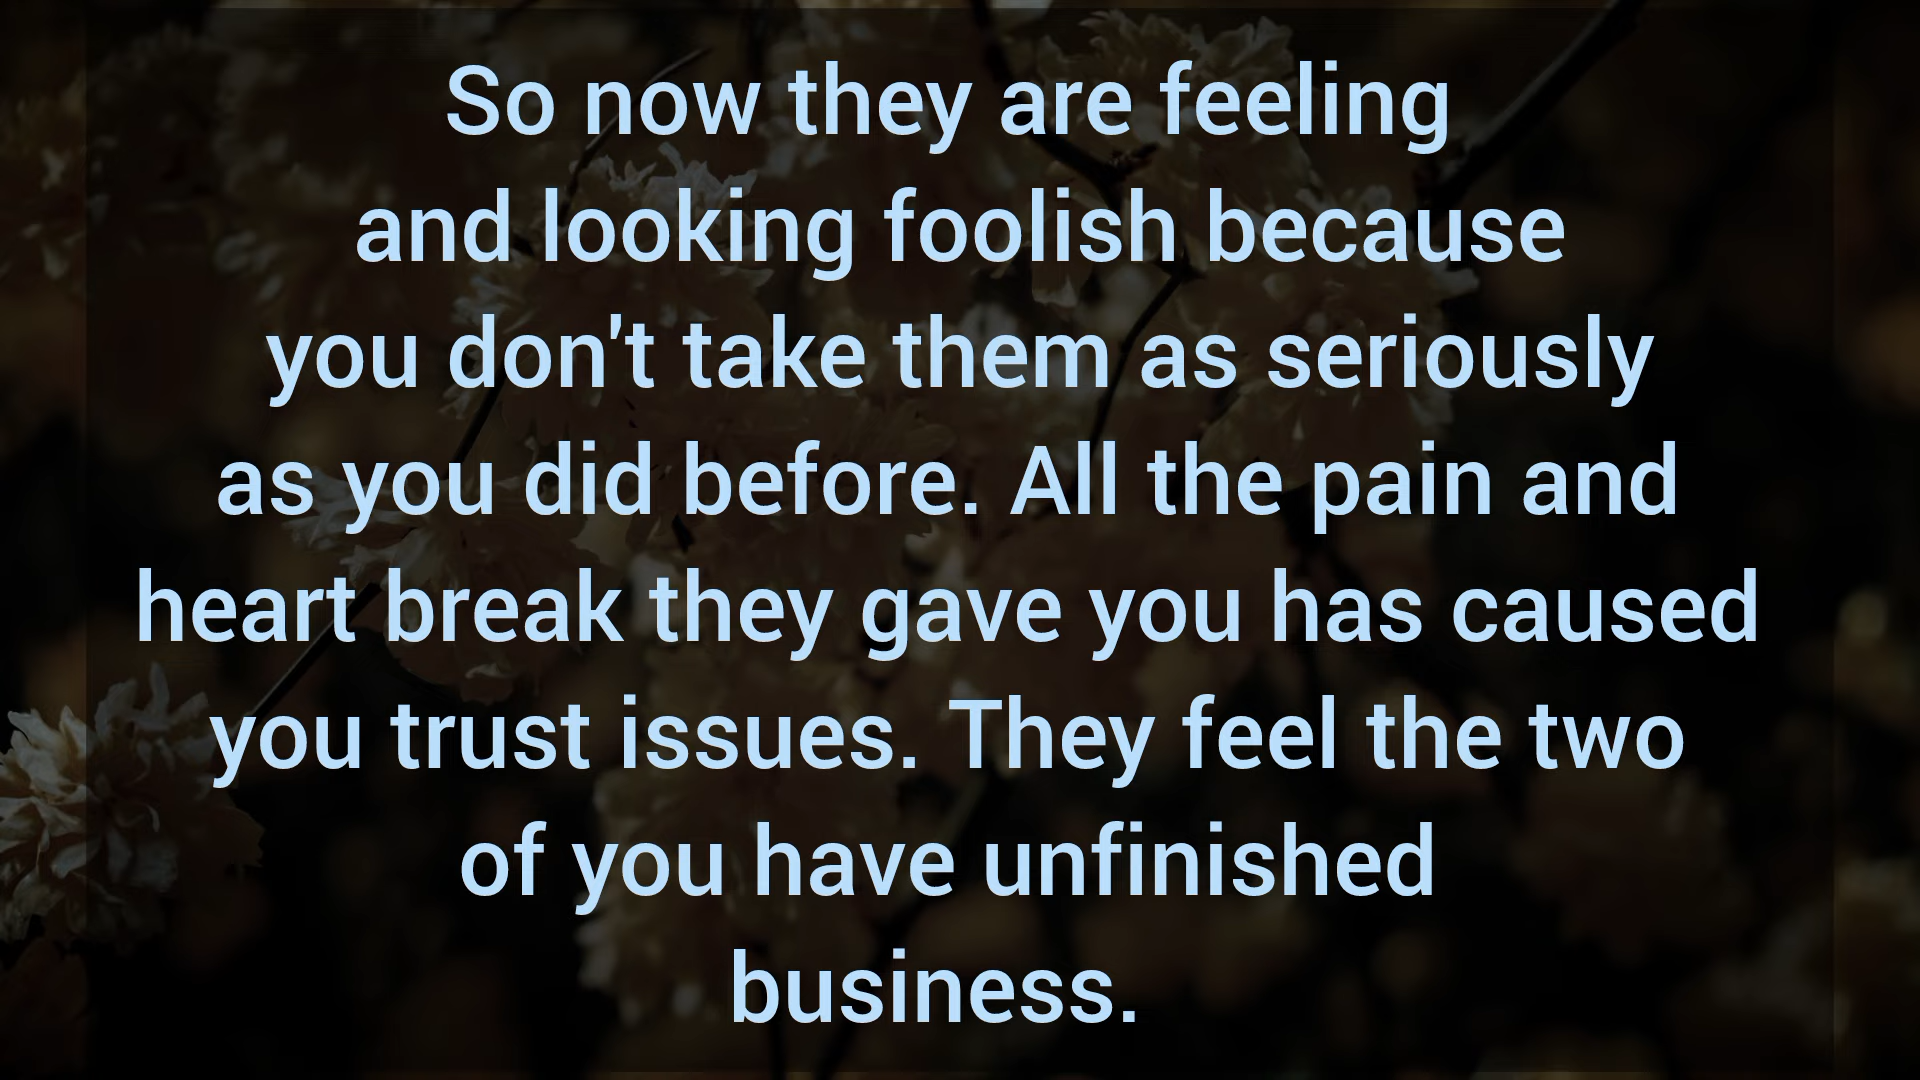 So now they are feeling
and looking foolish because
you don't take them as seriously
as you did before. All the pain and
heart break they gave you has caused
you trust issues. They feel the two
of you have unfinished
business.